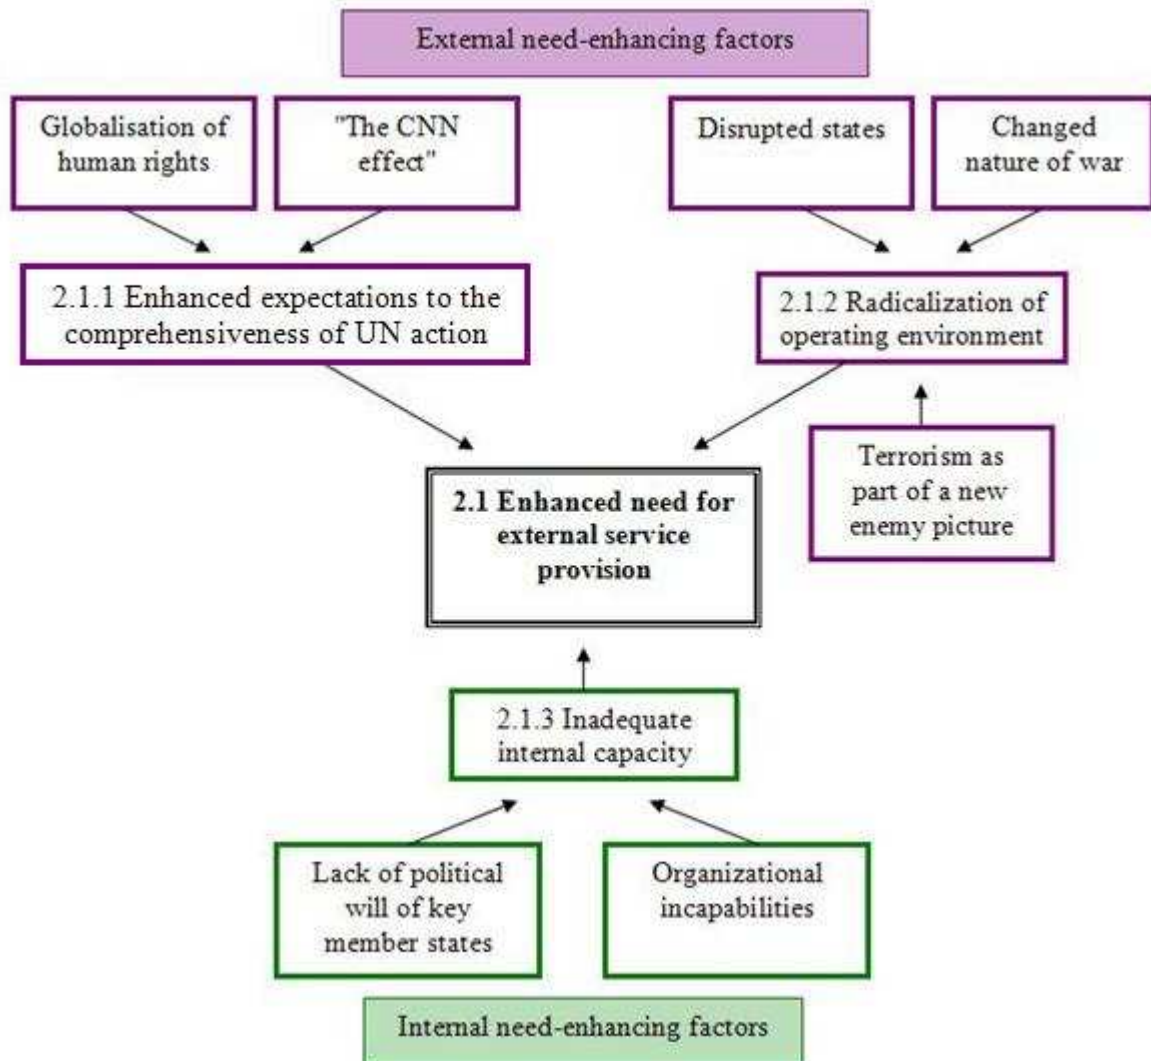 External need-enhancing factors
Globalisation of
human rights
"The CNN
effect"
Disrupted states
Changed
nature of war
2.1.1 Enhanced expectations to the
comprehensiveness of UN action
2.1.2 Radicalization of
operating environment
Terrorism as
part of a new
enemy picture
2.1 Enhanced need for
external service
provision
2.1.3 Inadequate
internal capacity
Lack of political
will of key
member states
Organizational
incapabilities
Internal need-enhancing factors